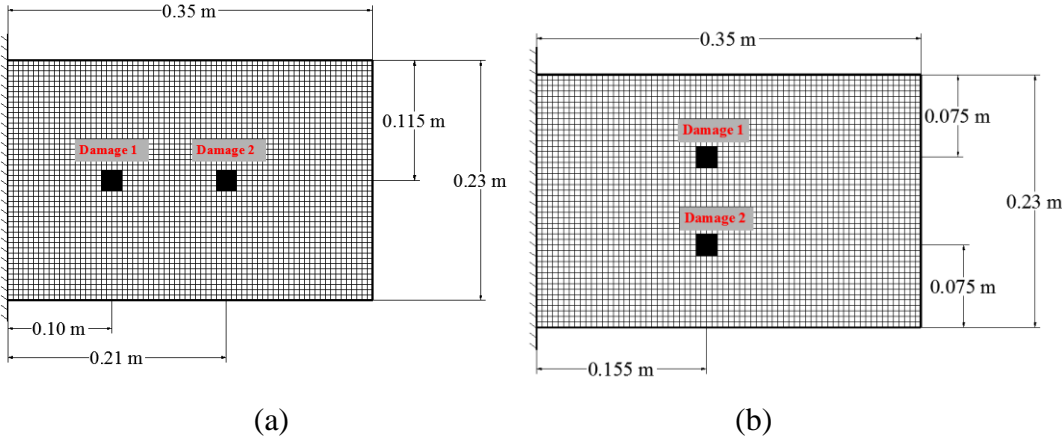 0.35 m
Damage 1
Damage 2
0.115 m
0.23 m
0.10 m
0.21 m
(a)
0.35 m
Damage 1
0.075 m
0.23 m
Damage 2
0.075 m
0.155 m
(b)